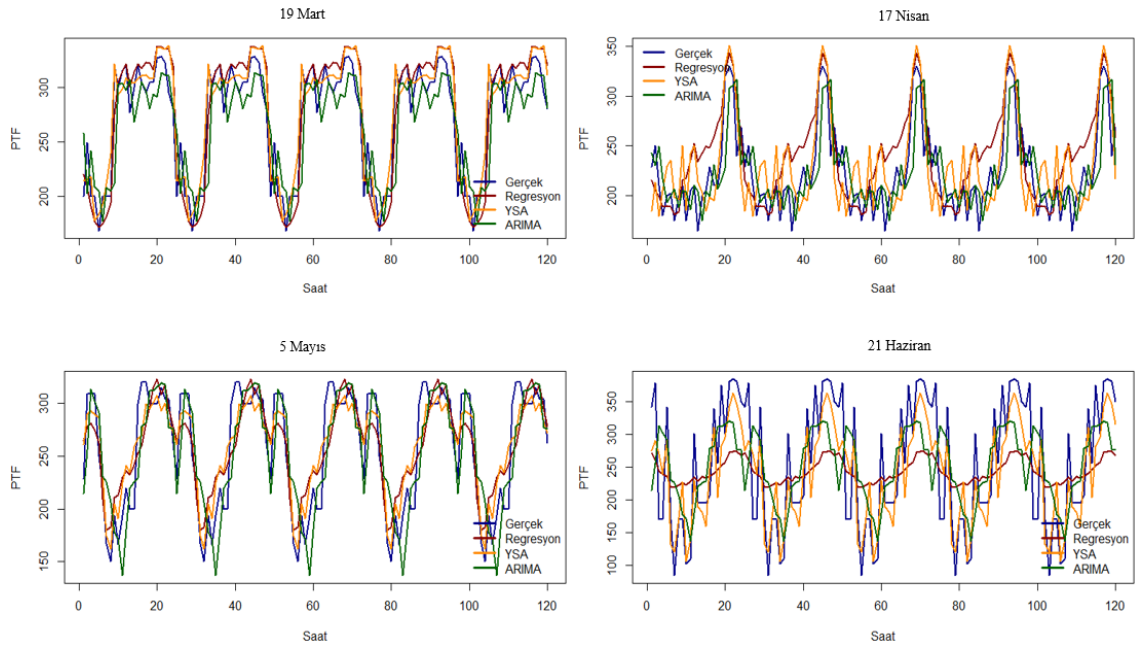 19 Mart
PTF
300
250
200
Gerçek
Regresyon
YSA
ARIMA
0 20 40 60 80 100 120
Saat
17 Nisan
PTF
350
300
250
200
Gerçek
Regresyon
YSA
ARIMA
0 20 40 60 80 100 120
Saat
5 Mayıs
PTF
300
250
200
150
Gerçek
Regresyon
YSA
ARIMA
0 20 40 60 80 100 120
Saat
21 Haziran
PTF
350
300
250
200
150
100
Gerçek
Regresyon
YSA
ARIMA
0 20 40 60 80 100 120
Saat